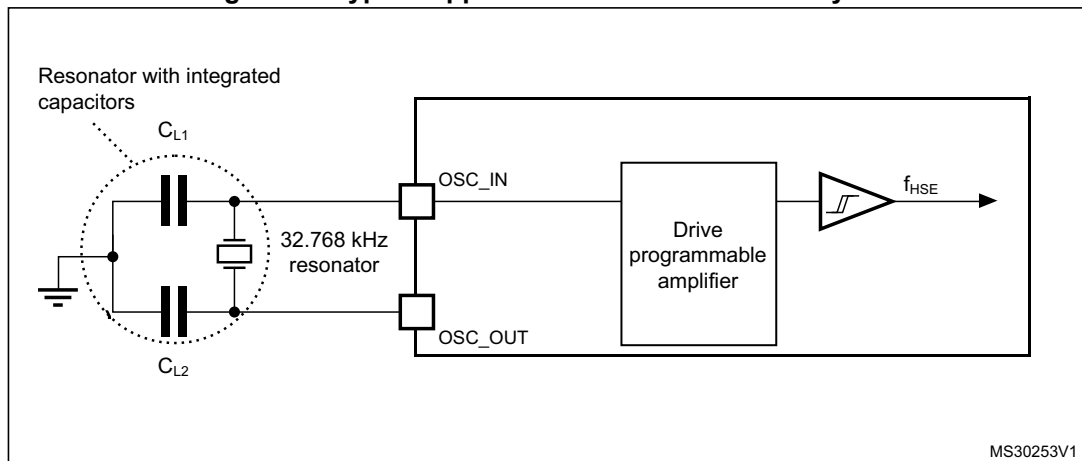 Resonator with integrated
capacitors
CL1
OSC_IN
fHSE
32.768 kHz
resonator
Drive
programmable
amplifier
OSC_OUT
CL2
MS30253V1